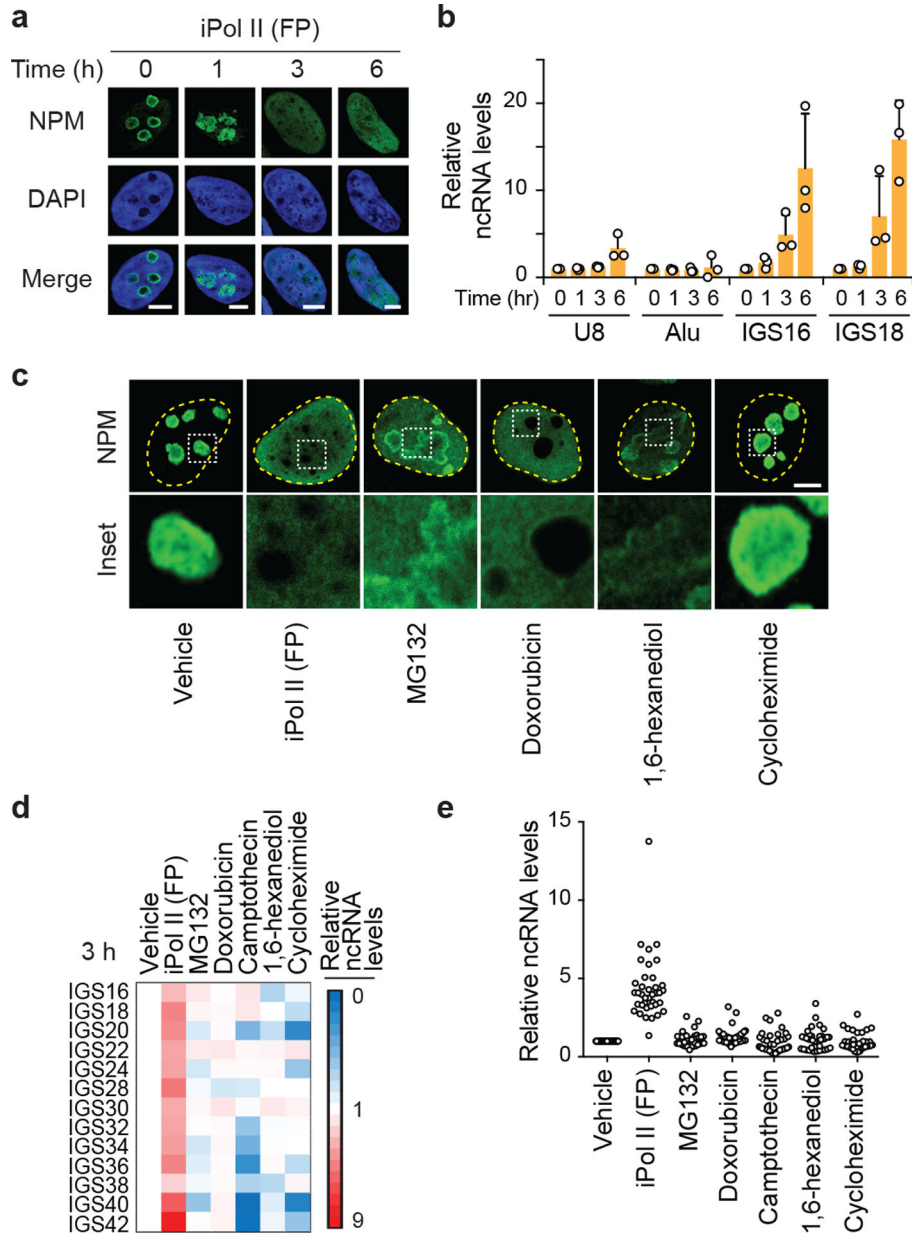 a
iPol II (FP)
Time (h) 0 1 3 6
NPM
DAPI
Merge
b
Relative
ncRNA levels
20
10
0
Time (hr) 0 1 3 6 0 1 3 6 0 1 3 6 0 1 3 6
U8 Alu IGS16 IGS18
c
NPM
Inset
Vehicle
iPol II (FP)
MG132
Doxorubicin
1,6-hexanediol
Cycloheximide
d
3 h
Vehicle
iPol II (FP)
MG132
Doxorubicin
Camptothecin
1,6-hexanediol
Cycloheximide
Relative
ncRNA
levels
IGS16
IGS18
IGS20
IGS22
IGS24
IGS28
IGS30
IGS32
IGS34
IGS36
IGS38
IGS40
IGS42
0
1
9
e
Relative ncRNA levels
15
10
5
0
Vehicle
iPol II (FP)
MG132
Doxorubicin
Camptothecin
1,6-hexanediol
Cycloheximide